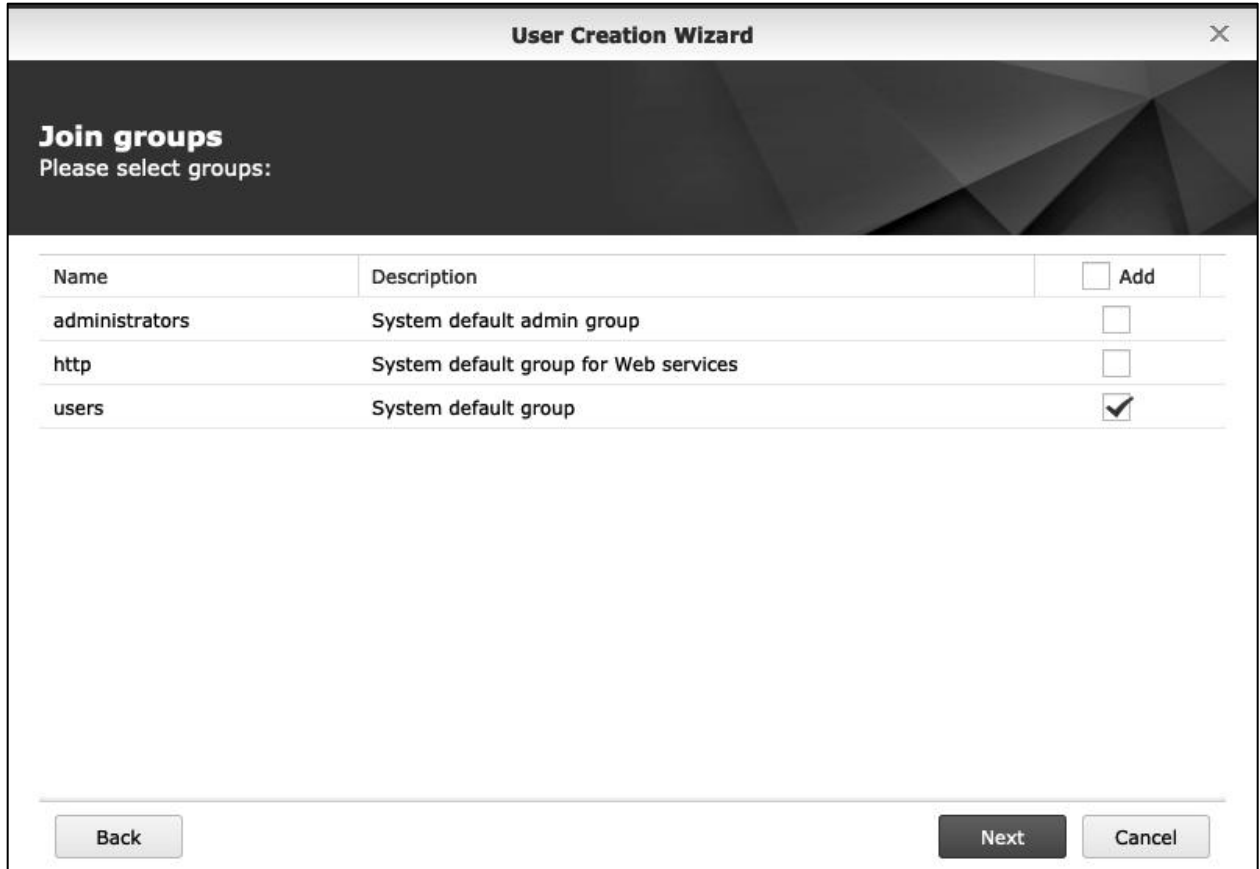 User Creation Wizard
Join groups
Please select groups:
Name Description Add
administrators System default admin group
http System default group for Web services
users System default group
Back Next Cancel